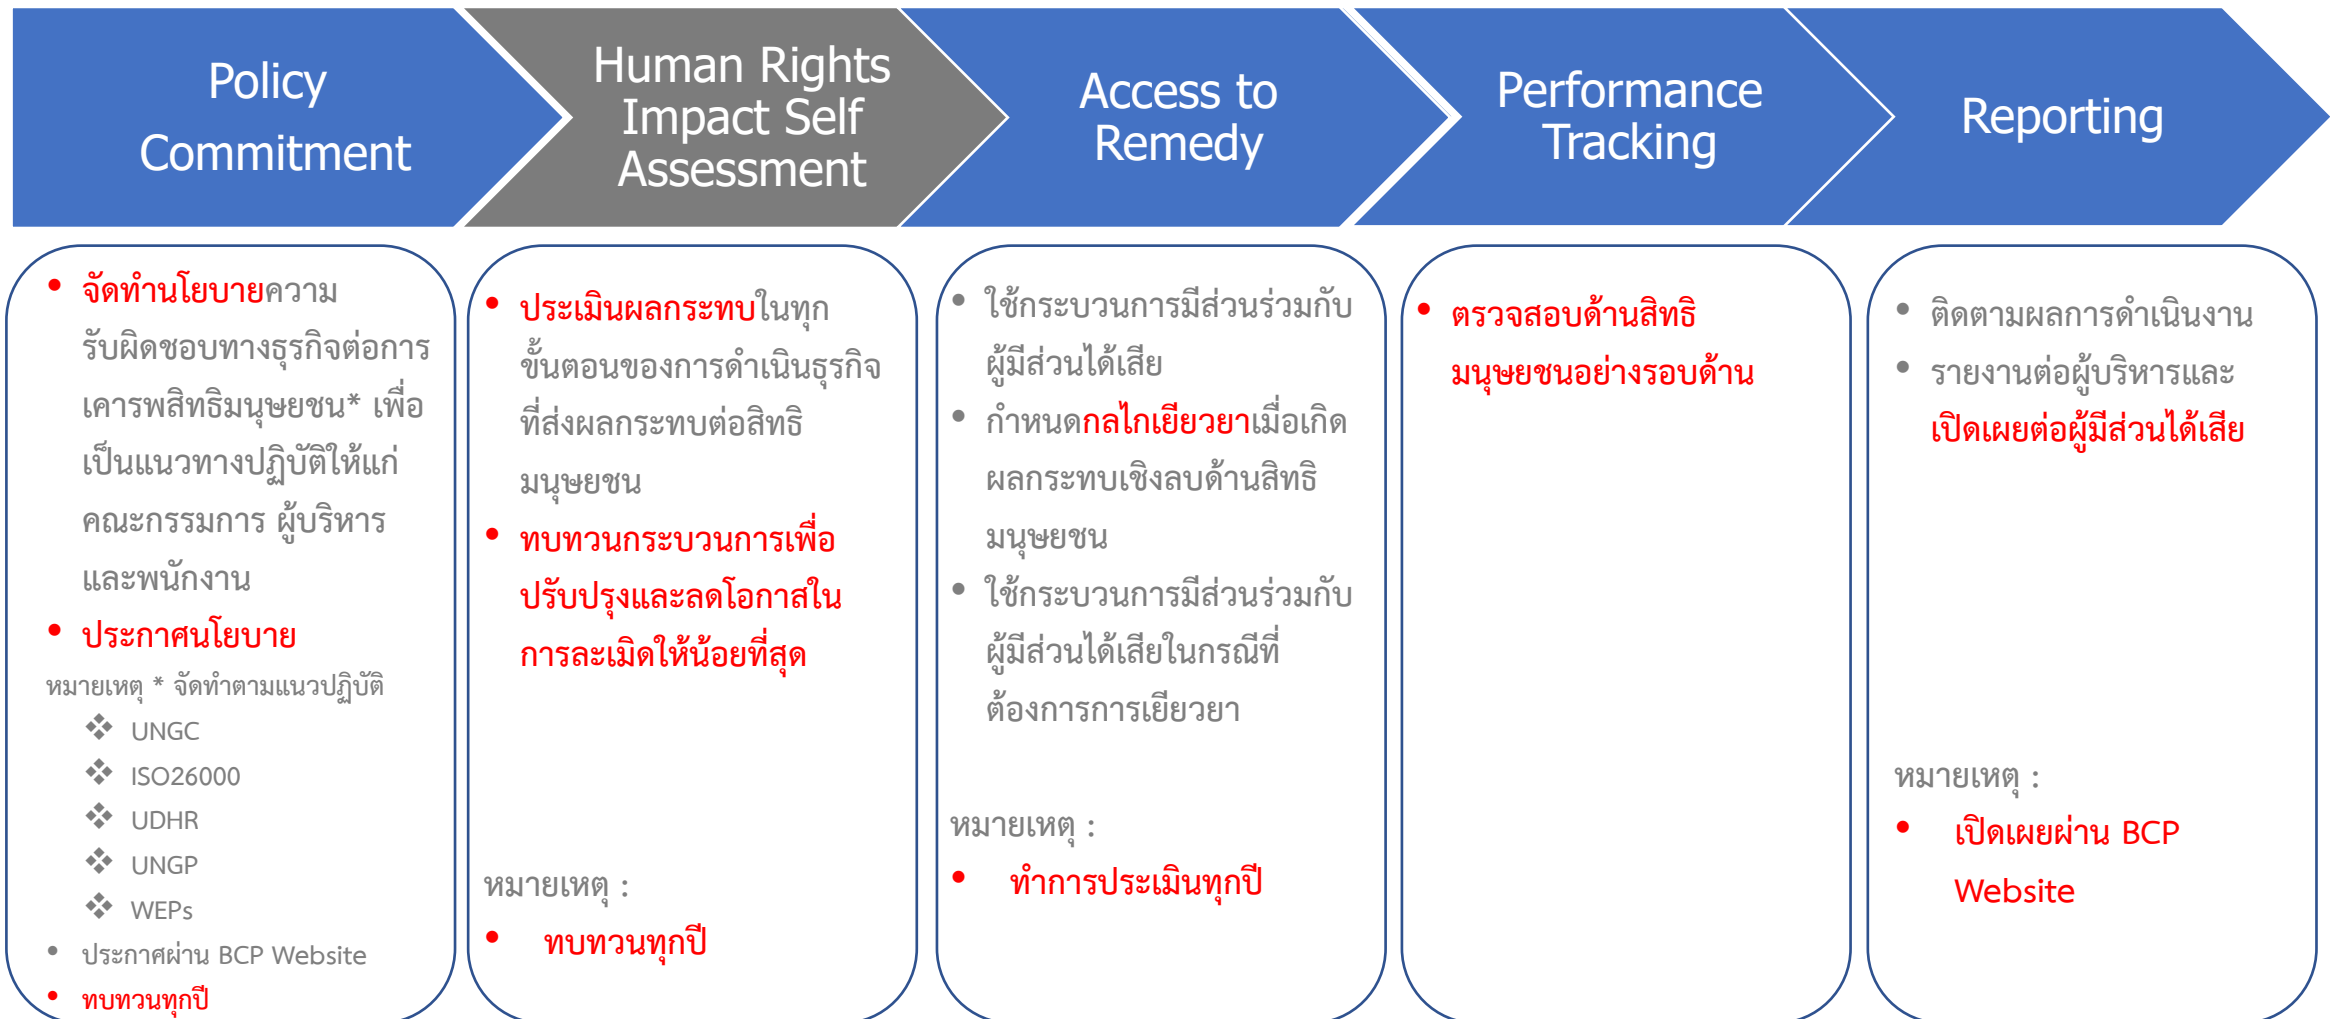 Policy
Commitment
Human Rights
Impact Self
Assessment
Access to
Remedy
Performance
Tracking
Reporting
• จัดทำนโยบายความ
รับผิดชอบทางธุรกิจต่อการ
เคารพสิทธิมนุษยชน* เพื่อ
เป็นแนวทางปฏิบัติให้แก่
คณะกรรมการ ผู้บริหาร
และพนักงาน
• ประกาศนโยบาย
หมายเหตุ * จัดทำตามแนวปฏิบัติ
❖ UNGC
❖ ISO26000
❖ UDHR
❖ UNGP
❖ WEPs
• ประกาศผ่าน BCP Website
• ทบทวนทุกปี
• ประเมินผลกระทบในทุก
ขั้นตอนของการดำเนินธุรกิจ
ที่ส่งผลกระทบต่อสิทธิ
มนุษยชน
• ทบทวนกระบวนการเพื่อ
ปรับปรุงและลดโอกาสใน
การละเมิดให้น้อยที่สุด
หมายเหตุ :
• ทบทวนทุกปี
• ใช้กระบวนการมีส่วนร่วมกับ
ผู้มีส่วนได้เสีย
• กำหนดกลไกเยียวยาเมื่อเกิด
ผลกระทบเชิงลบด้านสิทธิ
มนุษยชน
• ใช้กระบวนการมีส่วนร่วมกับ
ผู้มีส่วนได้เสียในกรณีที่
ต้องการการเยียวยา
หมายเหตุ :
• ทำการประเมินทุกปี
• ตรวจสอบด้านสิทธิ
มนุษยชนอย่างรอบด้าน
• ติดตามผลการดำเนินงาน
• รายงานต่อผู้บริหารและ
เปิดเผยต่อผู้มีส่วนได้เสีย
หมายเหตุ :
• เปิดเผยผ่าน BCP
Website